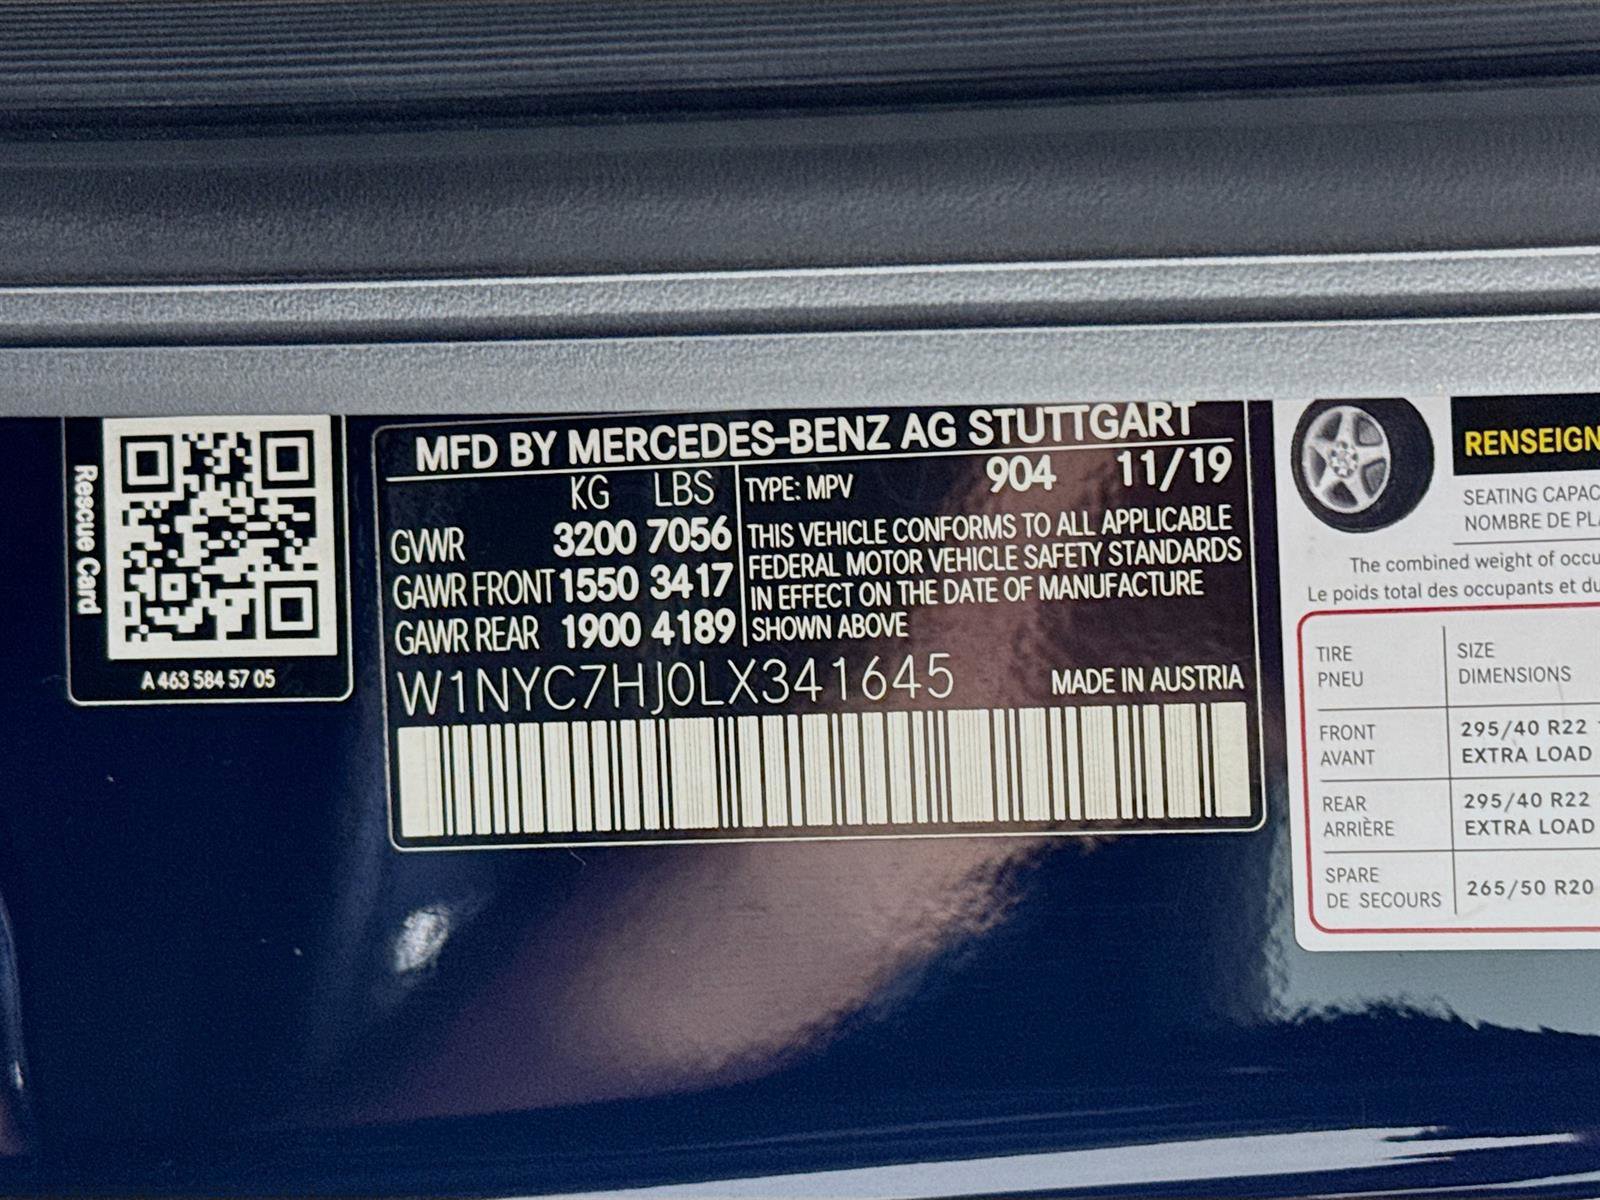 Rescue Card
A 463 584 57 05
MFD BY MERCEDES-BENZ AG STUTTGART
KG LBS
GVWR 3200 7056
GAWR FRONT 1550 3417
GAWR REAR 1900 4189
TYPE: MPV 904 11/19
THIS VEHICLE CONFORMS TO ALL APPLICABLE
FEDERAL MOTOR VEHICLE SAFETY STANDARDS
IN EFFECT ON THE DATE OF MANUFACTURE
SHOWN ABOVE
W1NYC7HJ0LX341645 MADE IN AUSTRIA
RENSEIGN
SEATING CAPAC
NOMBRE DE PLA
The combined weight of occu
Le poids total des occupants et du
TIRE SIZE
PNEU DIMENSIONS
FRONT 295/40 R22
AVANT EXTRA LOAD
REAR 295/40 R22
ARRIÈRE EXTRA LOAD
SPARE 265/50 R20
DE SECOURS